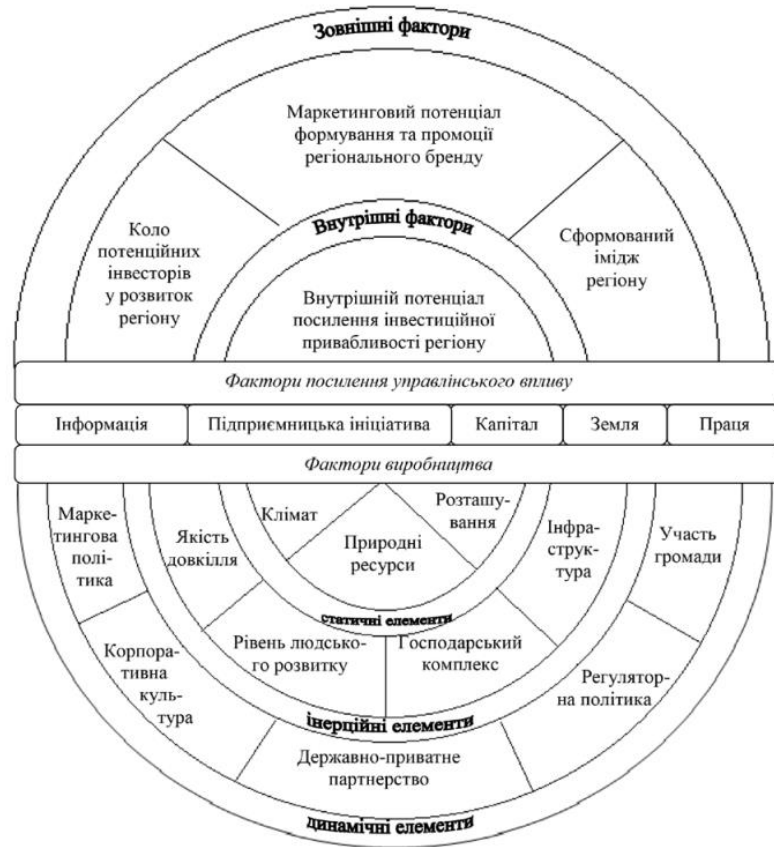 Зовнішні фактори
Маркетинговий потенціал
формування та промоції
регіонального бренду
Коло
потенційних
інвесторів
у розвиток
регіону
Внутрішні фактори
Сформований
імідж
регіону
Внутрішній потенціал
посилення інвестиційної
привабливості регіону
Фактори посилення управлінського впливу
Інформація
Підприємницька ініціатива
Капітал
Земля
Праця
Фактори виробництва
Марке-
тингова
полі-
тика
Якість
довкілля
Клімат
Природні
ресурси
Розташу-
вання
Інфра-
струк-
тура
Участь
громади
статичні елементи
Рівень людсько-
го розвитку
Господарський
комплекс
Корпора-
тивна
куль-
тура
Регулятор-
на політика
інерційні елементи
Державно-приватне
партнерство
динамічні елементи